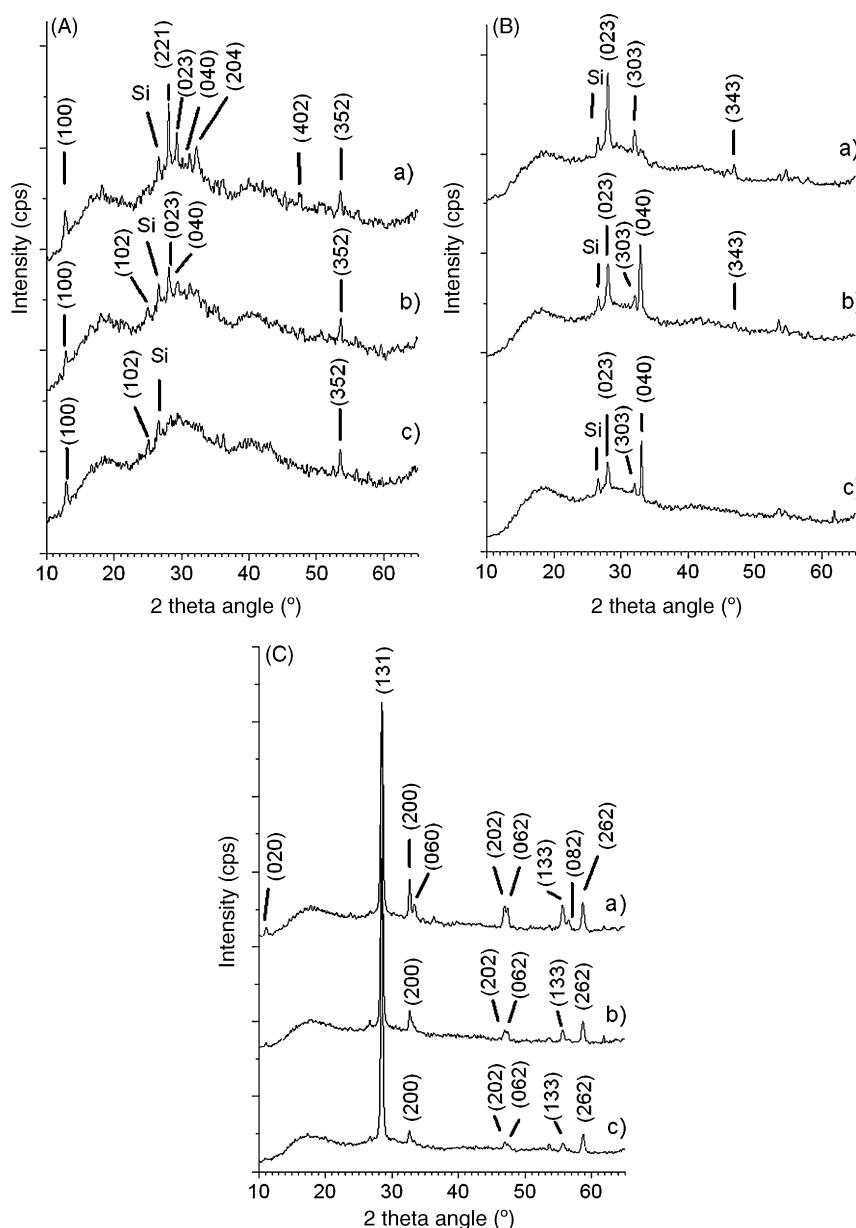 (A)
(221)
(023)
(040)
(204)
Si
(100)
(402)
(352)
a)
Si
(023)
(040)
(102)
(100)
(352)
b)
Si
(102)
(100)
(352)
c)
Intensity (cps)
10 20 30 40 50 60
2 theta angle (º)
(B)
(023)
Si
(303)
(343)
a)
(023)
Si
(303)
(040)
(343)
b)
(023)
Si
(303)
(040)
c)
Intensity (cps)
10 20 30 40 50 60
2 theta angle (º)
(C)
(131)
(020)
(200)
(060)
(202)
(062)
(133)
(082)
(262)
a)
(200)
(202)
(062)
(133)
(262)
b)
(200)
(202)
(062)
(133)
(262)
c)
Intensity (cps)
10 20 30 40 50 60
2 theta angle (º)